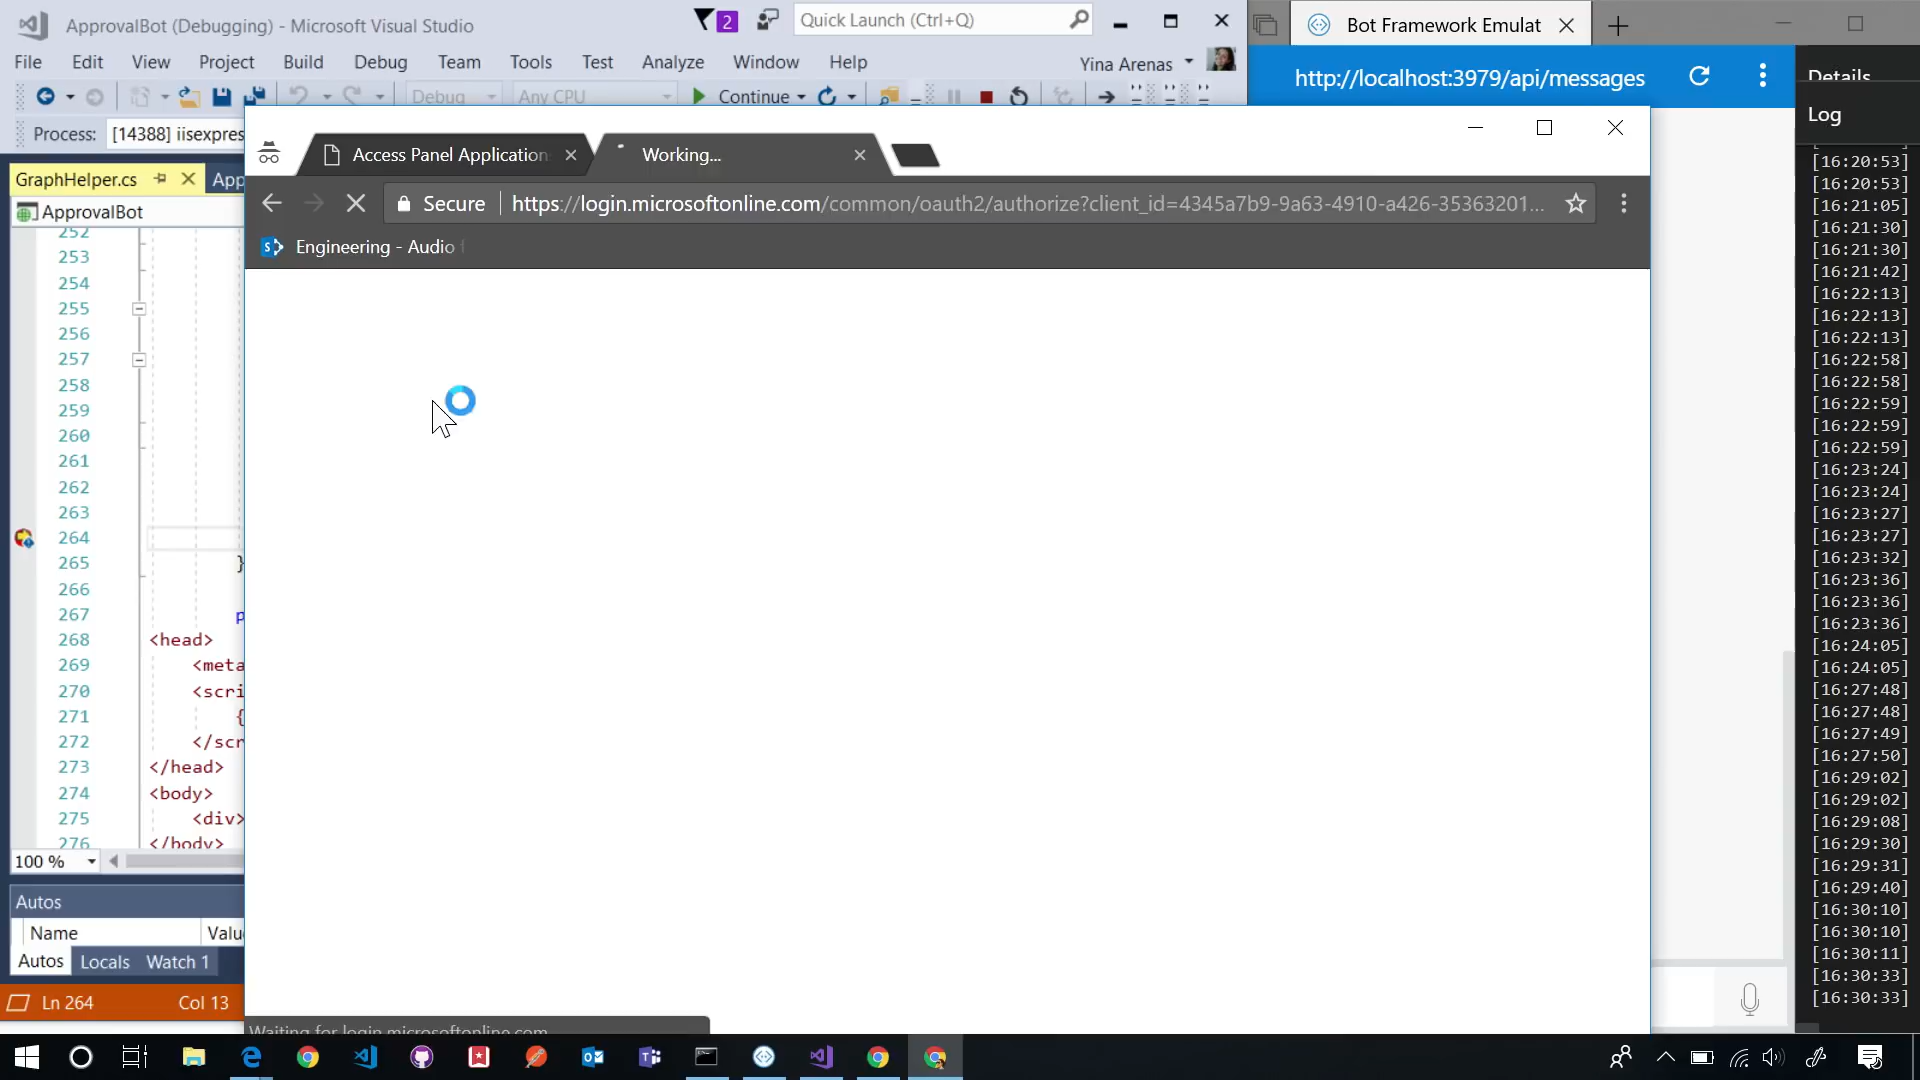 ApprovalBot (Debugging) - Microsoft Visual Studio
2
Quick Launch (Ctrl+Q)
File Edit View Project Build Debug Team Tools Test Analyze Window Help
Yina Arenas
Debug Any CPU Continue
Process: [14388] iisexpres
GraphHelper.cs App
ApprovalBot
252
253
254
255
256
257
258
259
260
261
262
263
264
265 }
266
267 p
268 <head>
269 <meta
270 <scri
271 {
272 </scr
273 </head>
274 <body>
275 <div>
276 </body>
100 %
Autos
Name Valu
Autos Locals Watch 1
Ln 264 Col 13
Access Panel Application
Working...
Secure https://login.microsoftonline.com/common/oauth2/authorize?client_id=4345a7b9-9a63-4910-a426-35363201...
Engineering - Audio
Waiting for login.microsoftonline.com
Bot Framework Emulat
http://localhost:3979/api/messages
Details
Log
[16:20:53]
[16:20:53]
[16:21:05]
[16:21:30]
[16:21:30]
[16:21:42]
[16:22:13]
[16:22:13]
[16:22:13]
[16:22:58]
[16:22:58]
[16:22:59]
[16:22:59]
[16:22:59]
[16:23:24]
[16:23:24]
[16:23:27]
[16:23:27]
[16:23:32]
[16:23:36]
[16:23:36]
[16:23:36]
[16:24:05]
[16:24:05]
[16:27:48]
[16:27:48]
[16:27:49]
[16:27:50]
[16:29:02]
[16:29:02]
[16:29:08]
[16:29:30]
[16:29:31]
[16:29:40]
[16:30:10]
[16:30:10]
[16:30:11]
[16:30:33]
[16:30:33]